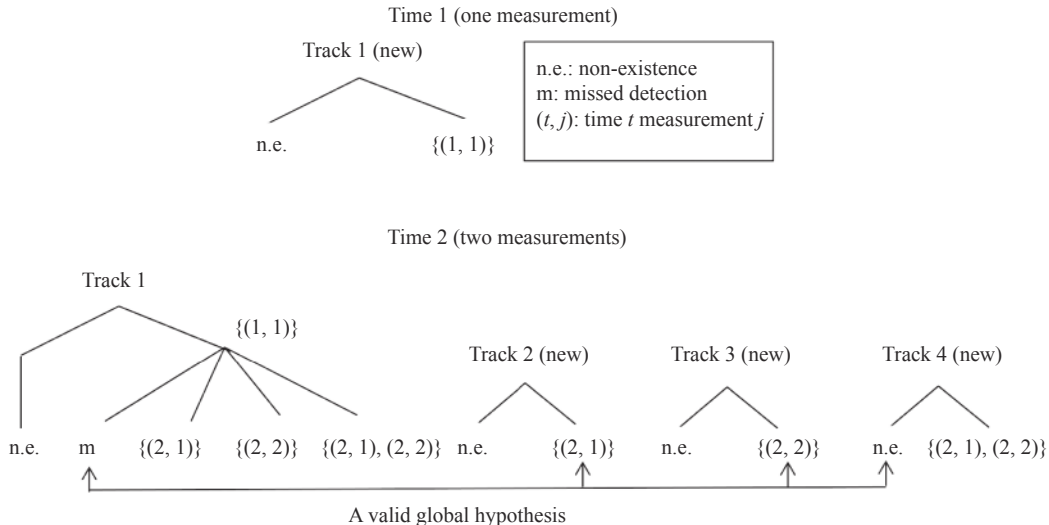 Time 1 (one measurement)
Track 1 (new)
n.e.
{(1, 1)}
n.e.: non-existence
m: missed detection
(t, j): time t measurement j
Time 2 (two measurements)
Track 1
{(1, 1)}
Track 2 (new)
Track 3 (new)
Track 4 (new)
n.e. m {(2, 1)} {(2, 2)} {(2, 1), (2, 2)} n.e. {(2, 1)} n.e. {(2, 2)} n.e. {(2, 1), (2, 2)}
A valid global hypothesis